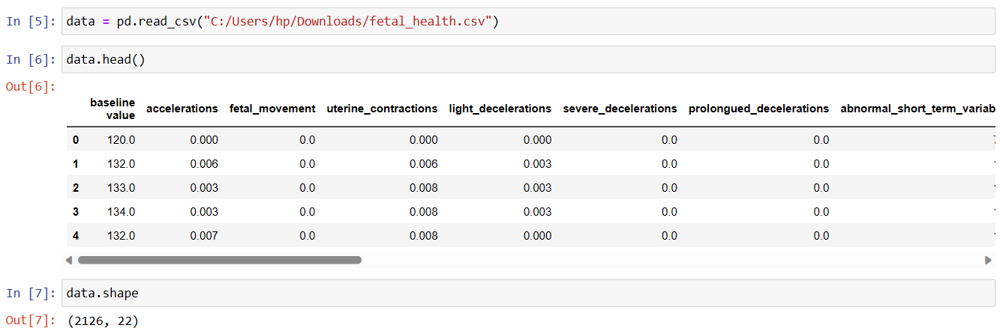 In [5]: data = pd.read_csv("C:/Users/hp/Downloads/fetal_health.csv")
In [6]: data.head()
Out[6]:
baseline value accelerations fetal_movement uterine_contractions light_decelerations severe_decelerations prolongued_decelerations abnormal_short_term_variab
0 120.0 0.000 0.0 0.000 0.000 0.0 0.0
1 132.0 0.006 0.0 0.006 0.003 0.0 0.0
2 133.0 0.003 0.0 0.008 0.003 0.0 0.0
3 134.0 0.003 0.0 0.008 0.003 0.0 0.0
4 132.0 0.007 0.0 0.008 0.000 0.0 0.0
In [7]: data.shape
Out[7]: (2126, 22)